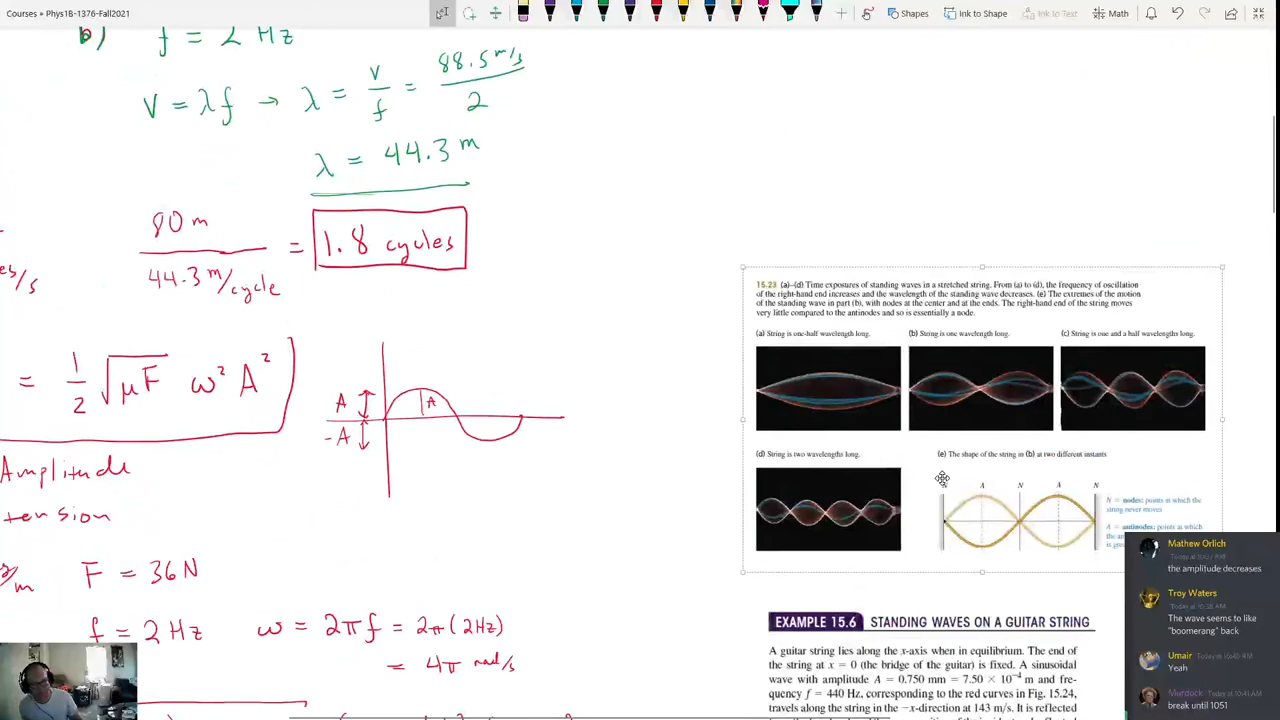 Courses » Phys1B-1376-Fall2021
Shapes
Ink to Shape
Ink to Text
Math
b) f = 2 Hz
V = λf → λ = v/f = 88.5 m/s / 2
λ = 44.3 m
80 m / 44.3 m/cycle = 1.8 cycles
= 1/2 √μF ω² A²
A
-A
A
Amplitude
tension
F = 36N
f = 2 Hz
ω = 2πf = 2π(2Hz)
= 4π rad/s
15.23 (a)–(d) Time exposures of standing waves in a stretched string. From (a) to (d), the frequency of oscillation
of the right-hand end increases and the wavelength of the standing wave decreases. (e) The extremes of the motion
of the standing wave in part (b), with nodes at the center and at the ends. The right-hand end of the string moves
very little compared to the antinodes and so is essentially a node.
(a) String is one-half wavelength long.
(b) String is one wavelength long.
(c) String is one and a half wavelengths long.
(d) String is two wavelengths long.
(e) The shape of the string in (b) at two different instants
A N A N
N = nodes: points at which the
string never moves
A = antinodes: points at which
EXAMPLE 15.6 STANDING WAVES ON A GUITAR STRING
A guitar string lies along the x-axis when in equilibrium. The end of
the string at x = 0 (the bridge of the guitar) is fixed. A sinusoidal
wave with amplitude A = 0.750 mm = 7.50 × 10⁻⁴ m and fre-
quency f = 440 Hz, corresponding to the red curves in Fig. 15.24,
travels along the string in the −x-direction at 143 m/s. It is reflected
Mathew Orlich
the amplitude decreases
Troy Waters
The wave seems to like
"boomerang" back
Umair
Yeah
Murdock Today at 10:41 AM
break until 1051